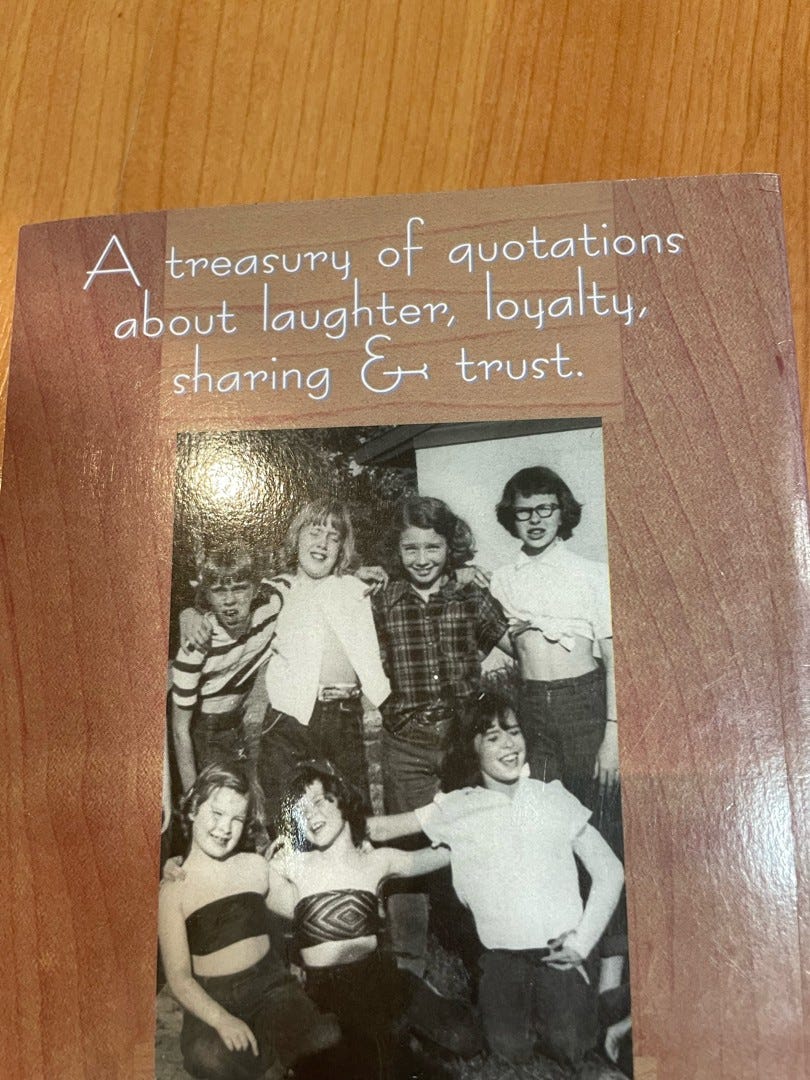 A treasury of quotations
about laughter, loyalty,
sharing & trust.